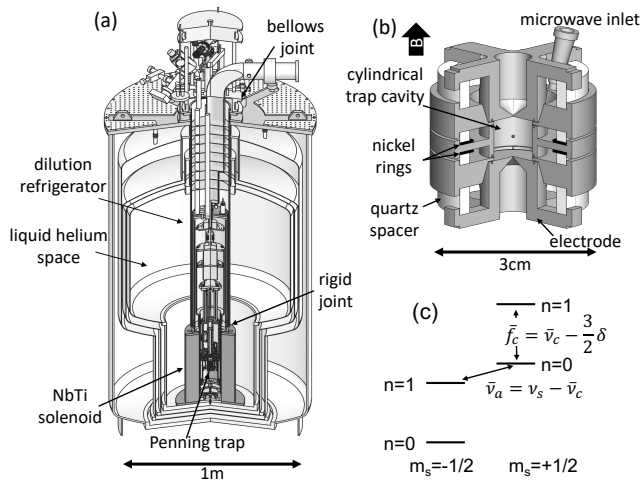 (a)
bellows
joint
dilution
refrigerator
liquid helium
space
rigid
joint
NbTi
solenoid
Penning trap
1m
(b)
B
microwave inlet
cylindrical
trap cavity
nickel
rings
quartz
spacer
electrode
3cm
(c)
n=1
f̄c = ν̄c − 3/2 δ
n=0
n=1
ν̄a = νs − ν̄c
n=0
ms=-1/2 ms=+1/2